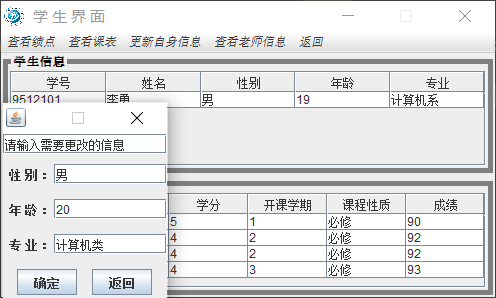 学生界面
查看绩点 查看课表 更新自身信息 查看老师信息 返回
学生信息
学号 姓名 性别 年龄 专业
9512101 李勇 男 19 计算机系
请输入需要更改的信息
性别： 男
年龄： 20
专业： 计算机类
确定 返回
学分 开课学期 课程性质 成绩
5 1 必修 90
4 2 必修 92
4 2 必修 92
4 3 必修 93